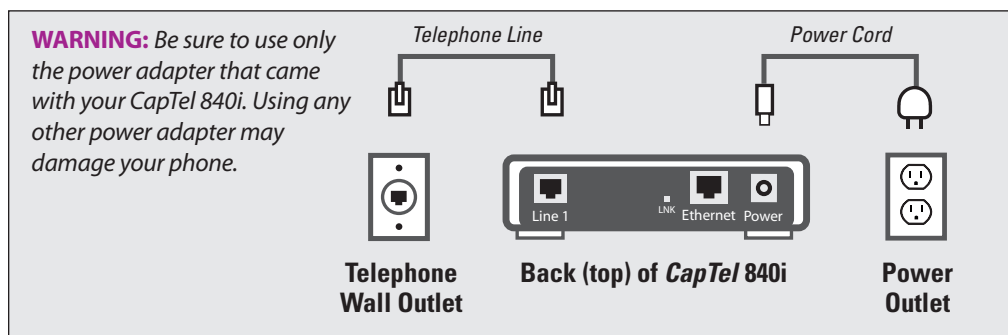 WARNING: Be sure to use only
the power adapter that came
with your CapTel 840i. Using any
other power adapter may
damage your phone.
Telephone Line
Power Cord
Line 1
LNK
Ethernet
Power
Telephone
Wall Outlet
Back (top) of CapTel 840i
Power
Outlet